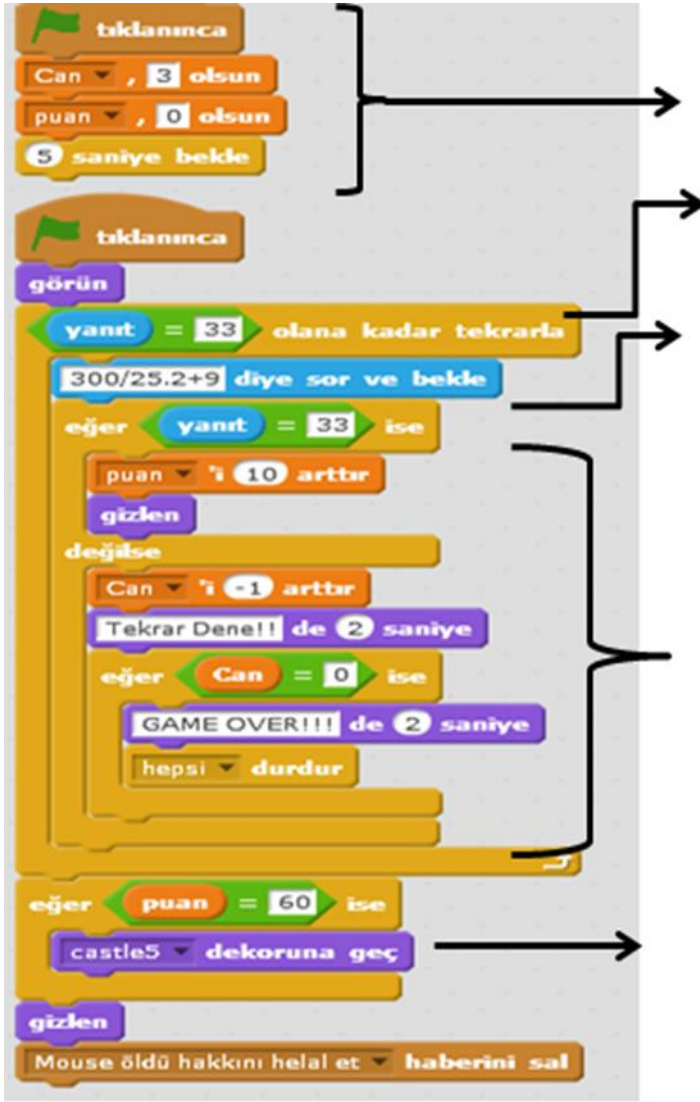 tıklanınca
Can , 3 olsun
puan , 0 olsun
5 saniye bekle
tıklanınca
görün
yanıt = 33 olana kadar tekrarla
300/25.2+9 diye sor ve bekle
eğer yanıt = 33 ise
puan 'i 10 arttır
gizlen
değilse
Can 'i -1 arttır
Tekrar Dene!! de 2 saniye
eğer Can = 0 ise
GAME OVER!!! de 2 saniye
hepsi durdur
eğer puan = 60 ise
castle5 dekoruna geç
gizlen
Mouse öldü hakkını helal et haberini sal